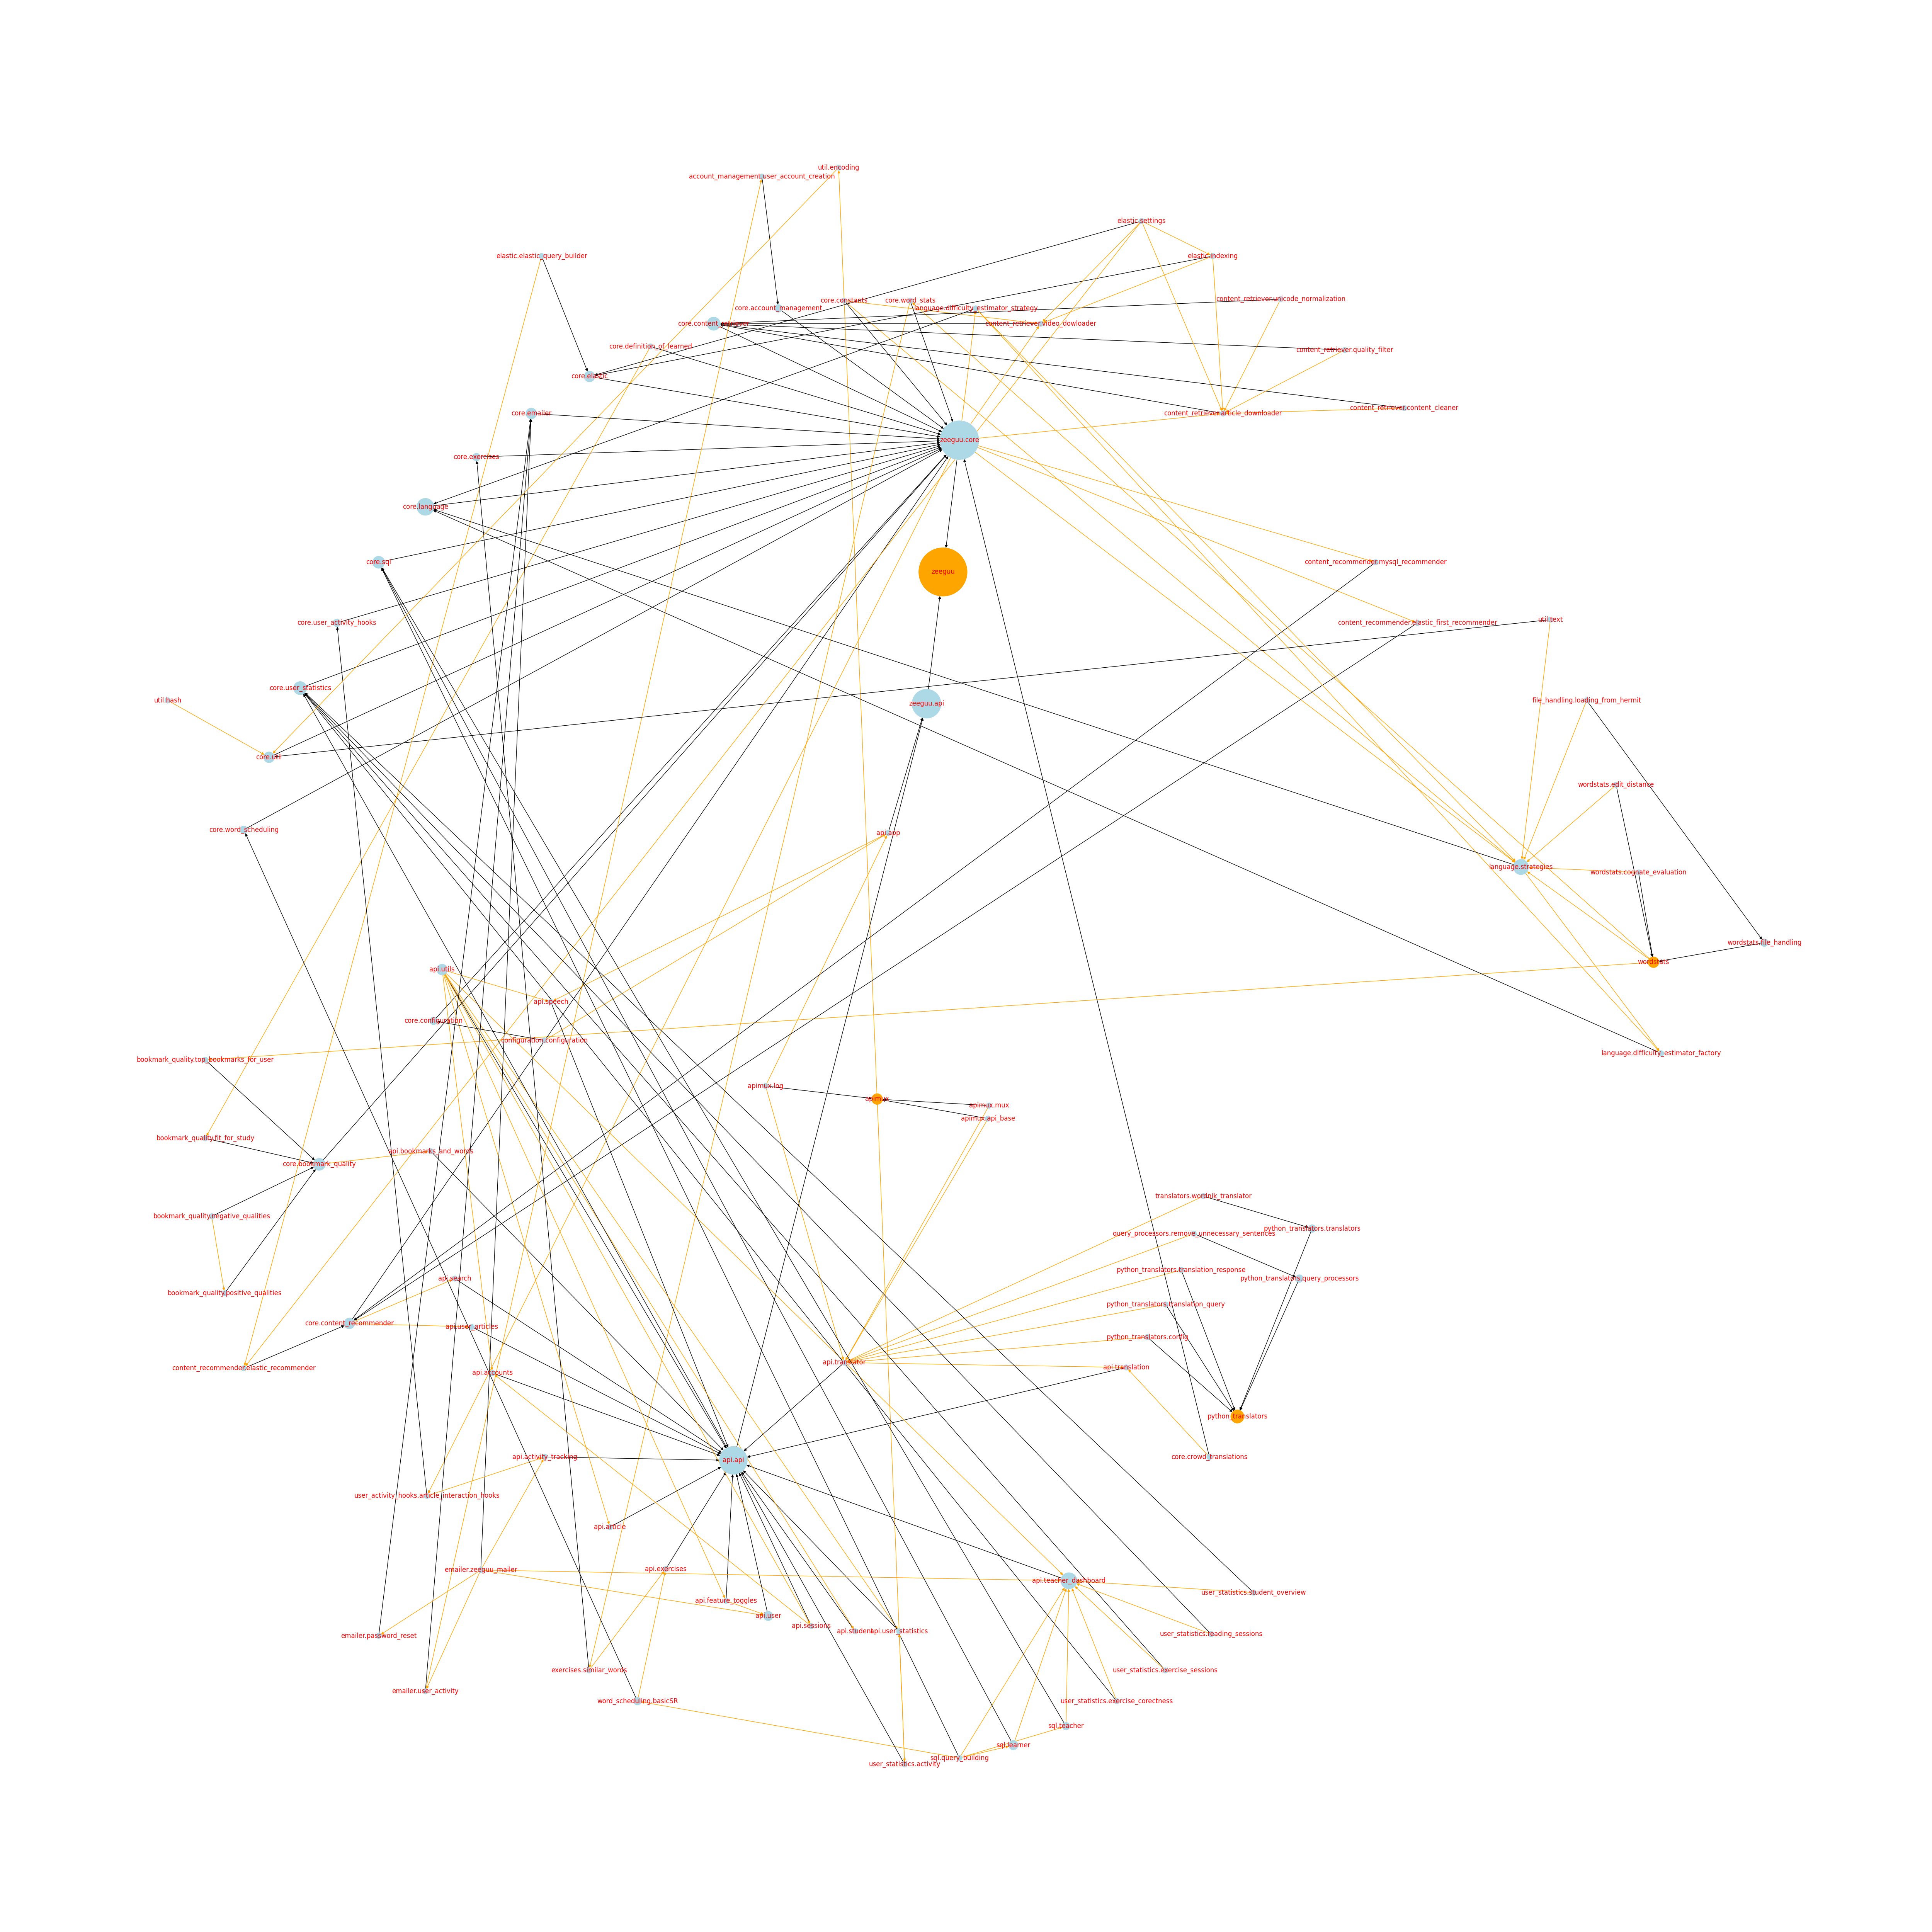 util.encoding
account_management.user_account_creation
elastic.settings
elastic.elastic_query_builder
elastic.indexing
core.constants
core.word_stats
content_retriever.unicode_normalization
core.account_management
language.difficulty_estimator_strategy
core.content_retriever
content_retriever.video_dowloader
core.definition_of_learned
content_retriever.quality_filter
core.elastic
content_retriever.content_cleaner
core.emailer
content_retriever.article_downloader
zeeguu.core
core.exercises
core.language
core.sql
content_recommender.mysql_recommender
zeeguu
util.text
core.user_activity_hooks
content_recommender.elastic_first_recommender
core.user_statistics
util.hash
file_handling.loading_from_hermit
zeeguu.api
core.util
wordstats.edit_distance
core.word_scheduling
api.app
language.strategies
wordstats.cognate_evaluation
wordstats.file_handling
wordstats
api.utils
api.speech
core.configuration
configuration.configuration
language.difficulty_estimator_factory
bookmark_quality.top_bookmarks_for_user
apimux.log
apimux
apimux.mux
apimux.api_base
bookmark_quality.fit_for_study
api.bookmarks_and_words
core.bookmark_quality
translators.wordnik_translator
bookmark_quality.negative_qualities
python_translators.translators
query_processors.remove_unnecessary_sentences
python_translators.translation_response
api.search
python_translators.query_processors
bookmark_quality.positive_qualities
python_translators.translation_query
core.content_recommender
api.user_articles
python_translators.config
api.translator
content_recommender.elastic_recommender
api.translation
api.accounts
python_translators
api.activity_tracking
core.crowd_translations
api.api
user_activity_hooks.article_interaction_hooks
api.article
emailer.zeeguu_mailer
api.exercises
api.teacher_dashboard
user_statistics.student_overview
api.feature_toggles
api.user
api.sessions
api.student
api.user_statistics
emailer.password_reset
user_statistics.reading_sessions
exercises.similar_words
user_statistics.exercise_sessions
emailer.user_activity
word_scheduling.basicSR
user_statistics.exercise_corectness
sql.teacher
sql.learner
sql.query_building
user_statistics.activity